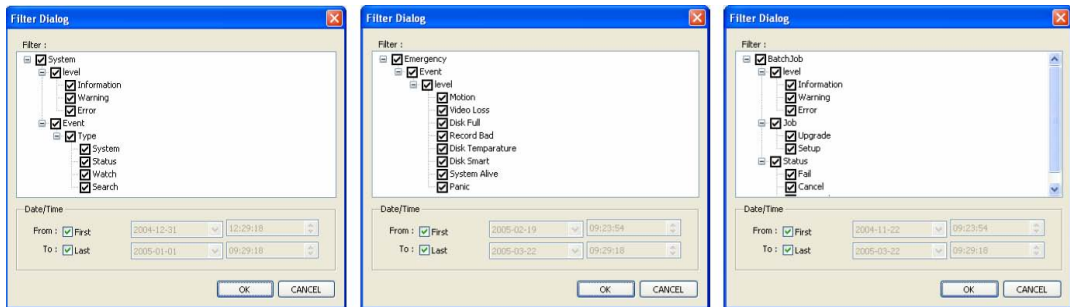 Filter Dialog
Filter :
System
level
Information
Warning
Error
Event
Type
System
Status
Watch
Search
Date/Time
From : First 2004-12-31 12:29:18
To : Last 2005-01-01 09:29:18
OK CANCEL
Filter Dialog
Filter :
Emergency
Event
level
Motion
Video Loss
Disk Full
Record Bad
Disk Temparature
Disk Smart
System Alive
Panic
Date/Time
From : First 2005-02-19 09:23:54
To : Last 2005-03-22 09:29:18
OK CANCEL
Filter Dialog
Filter :
BatchJob
level
Information
Warning
Error
Job
Upgrade
Setup
Status
Fail
Cancel
Date/Time
From : First 2004-11-22 09:23:54
To : Last 2005-03-22 09:29:18
OK CANCEL